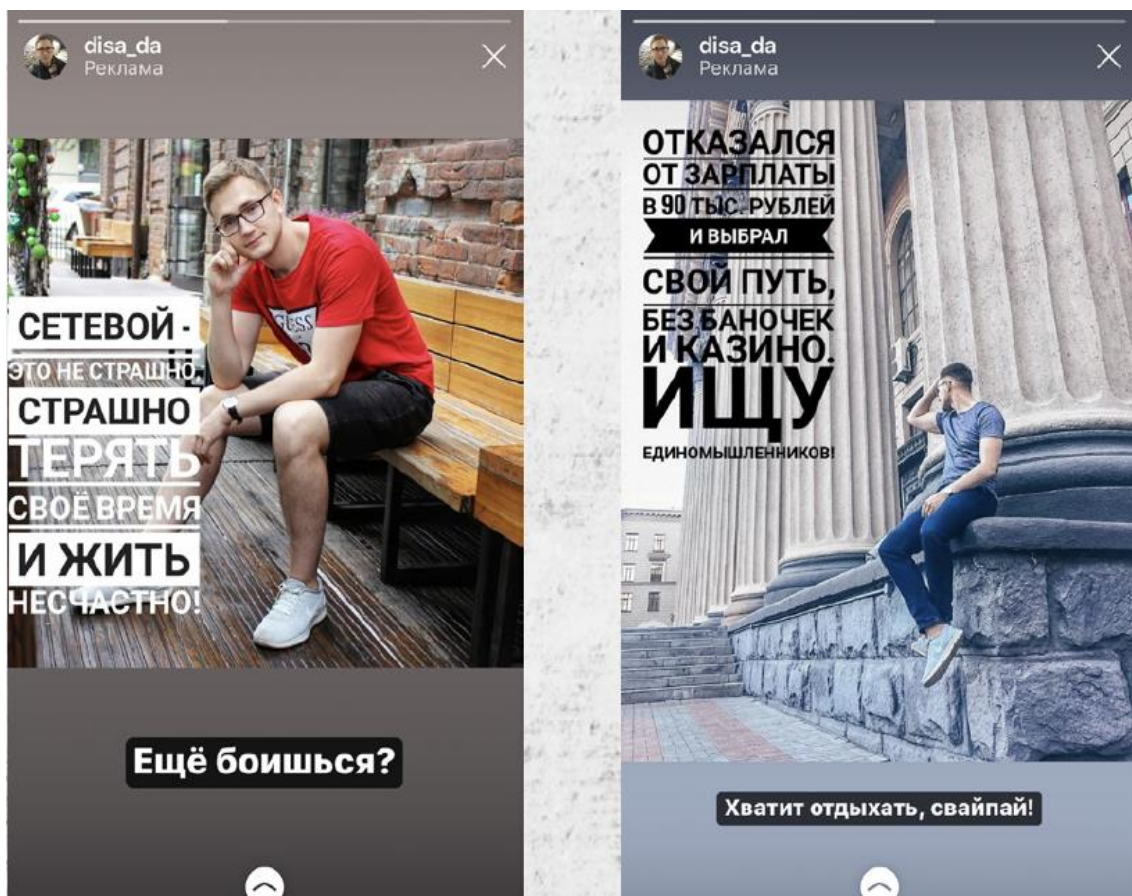 disa_da
Реклама
СЕТЕВОЙ -
ЭТО НЕ СТРАШНО,
СТРАШНО
ТЕРЯТЬ
СВОЁ ВРЕМЯ
И ЖИТЬ
НЕСЧАСТНО!
GUESS
Ещё боишься?
disa_da
Реклама
ОТКАЗАЛСЯ
ОТ ЗАРПЛАТЫ
В 90 ТЫС. РУБЛЕЙ
И ВЫБРАЛ
СВОЙ ПУТЬ,
БЕЗ БАНОЧЕК
И КАЗИНО.
ИЩУ
ЕДИНОМЫШЛЕННИКОВ!
Хватит отдыхать, свайпай!